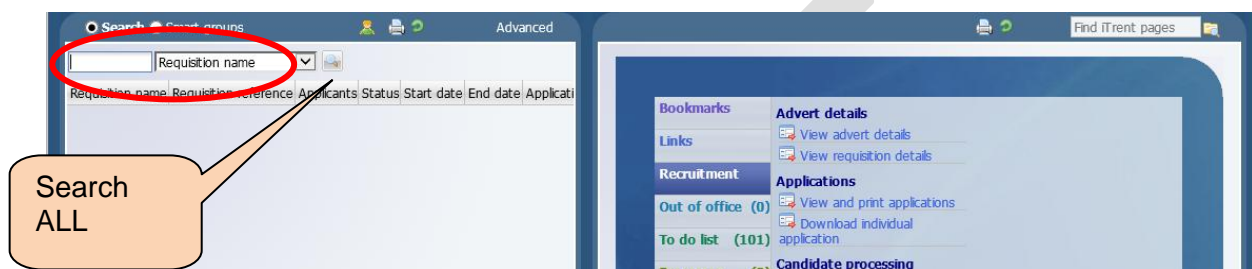 Search Smart groups Advanced
Find iTrent pages
Requisition name
Requisition name Requisition reference Applicants Status Start date End date Applicati
Search
ALL
Bookmarks
Links
Recruitment
Out of office (0)
To do list (101)
Advert details
View advert details
View requisition details
Applications
View and print applications
Download individual
application
Candidate processing